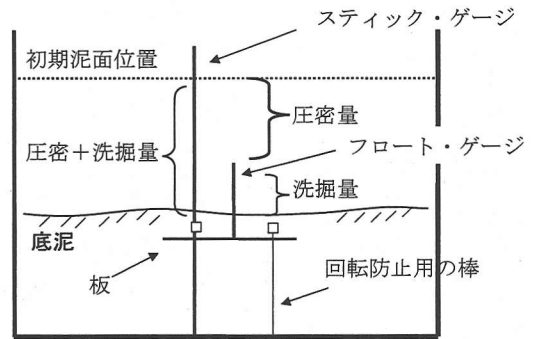 スティック・ゲージ
初期泥面位置
圧密量
圧密＋洗掘量
フロート・ゲージ
洗掘量
底泥
板
回転防止用の棒